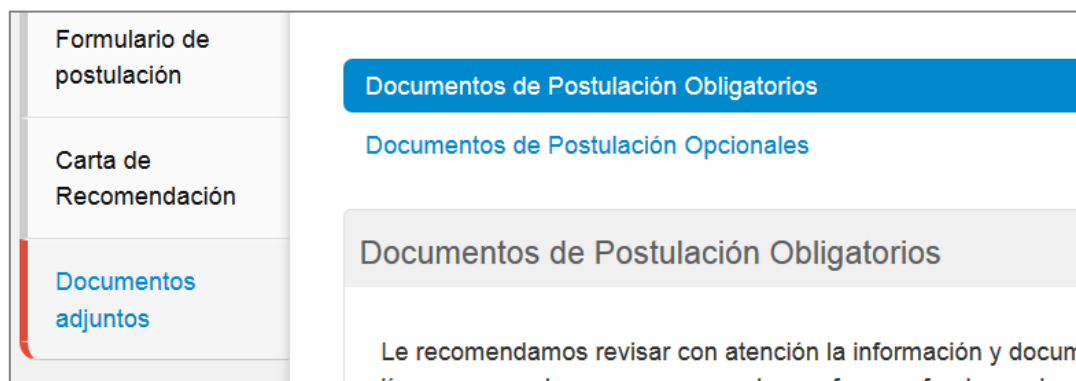 Formulario de
postulación
Carta de
Recomendación
Documentos
adjuntos
Documentos de Postulación Obligatorios
Documentos de Postulación Opcionales
Documentos de Postulación Obligatorios
Le recomendamos revisar con atención la información y